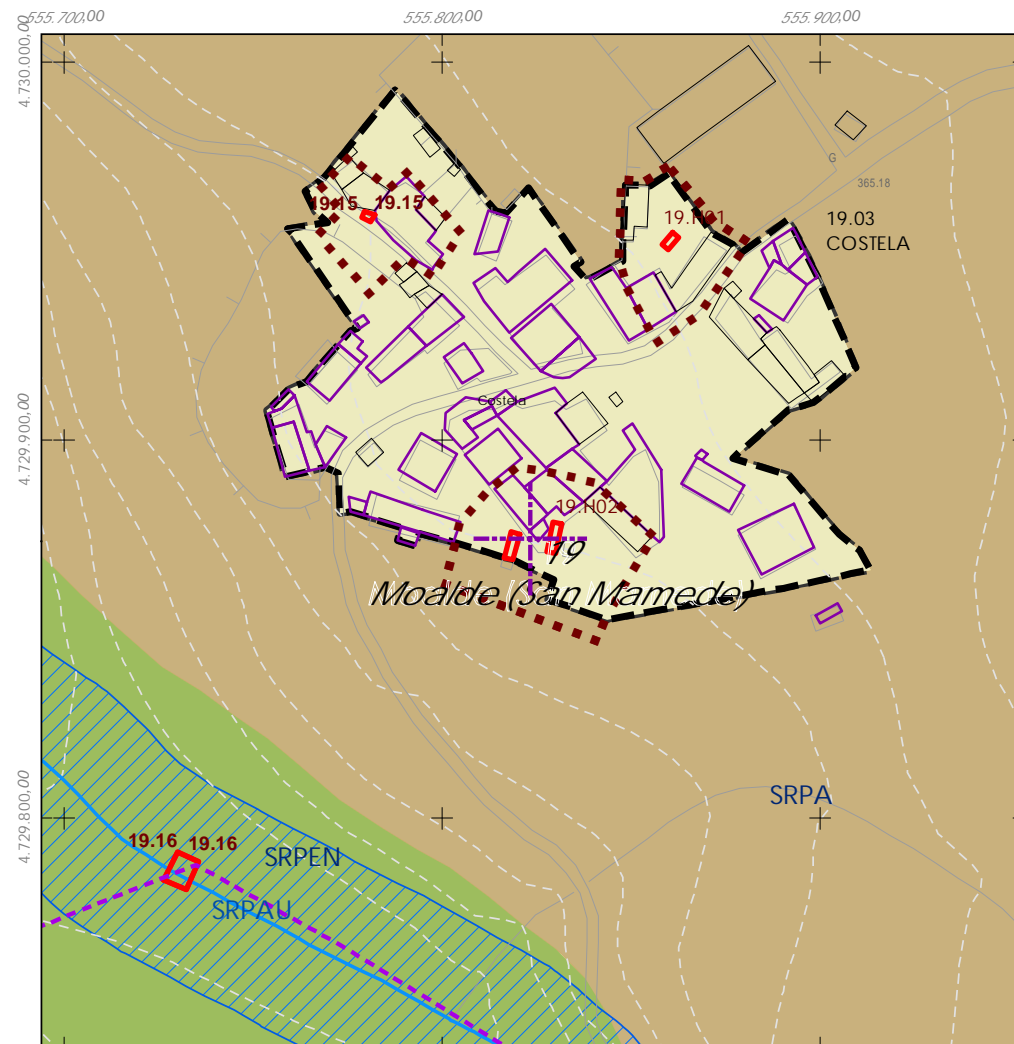 555.700,00
555.800,00
555.900,00
4.730.000,00
G
365.18
19.15
19.15
19.H01
19.03
COSTELA
4.729.900,00
Costela
19.H02
19
Moalde (San Mamede)
4.729.800,00
SRPA
19.16
19.16
SRPEN
SRPAU